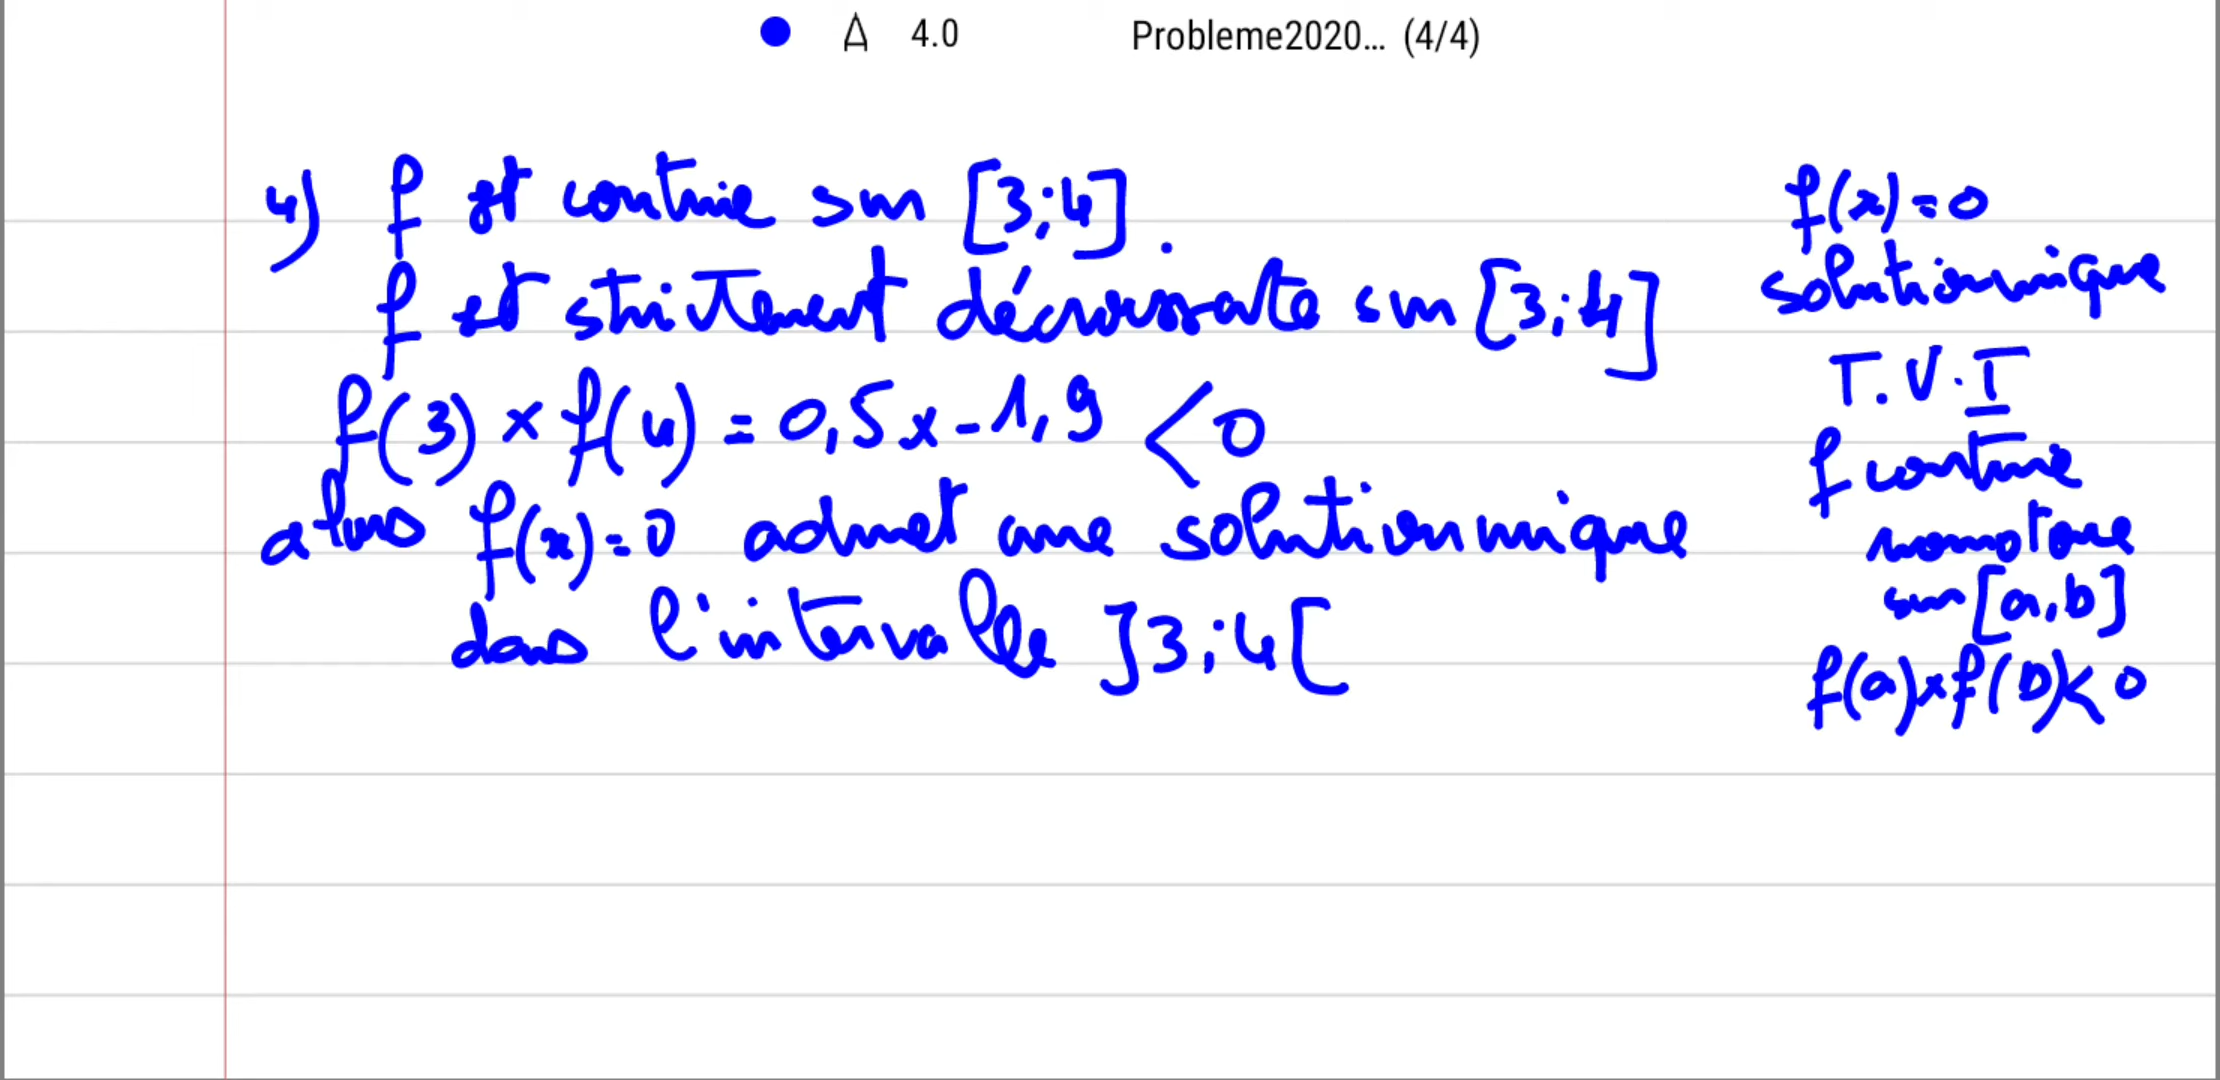 4.0 Probleme2020... (4/4)
4) f est continue sur [3;4].
f est strictement décroissante sur [3;4]
f(3) x f(4) = 0,5 x -1,9 < 0
alors f(x)=0 admet une solution unique
dans l'intervalle ]3;4[
f(x)=0
solution unique
T.V.I
f continue
monotone
sur [a,b]
f(a)xf(b)<0